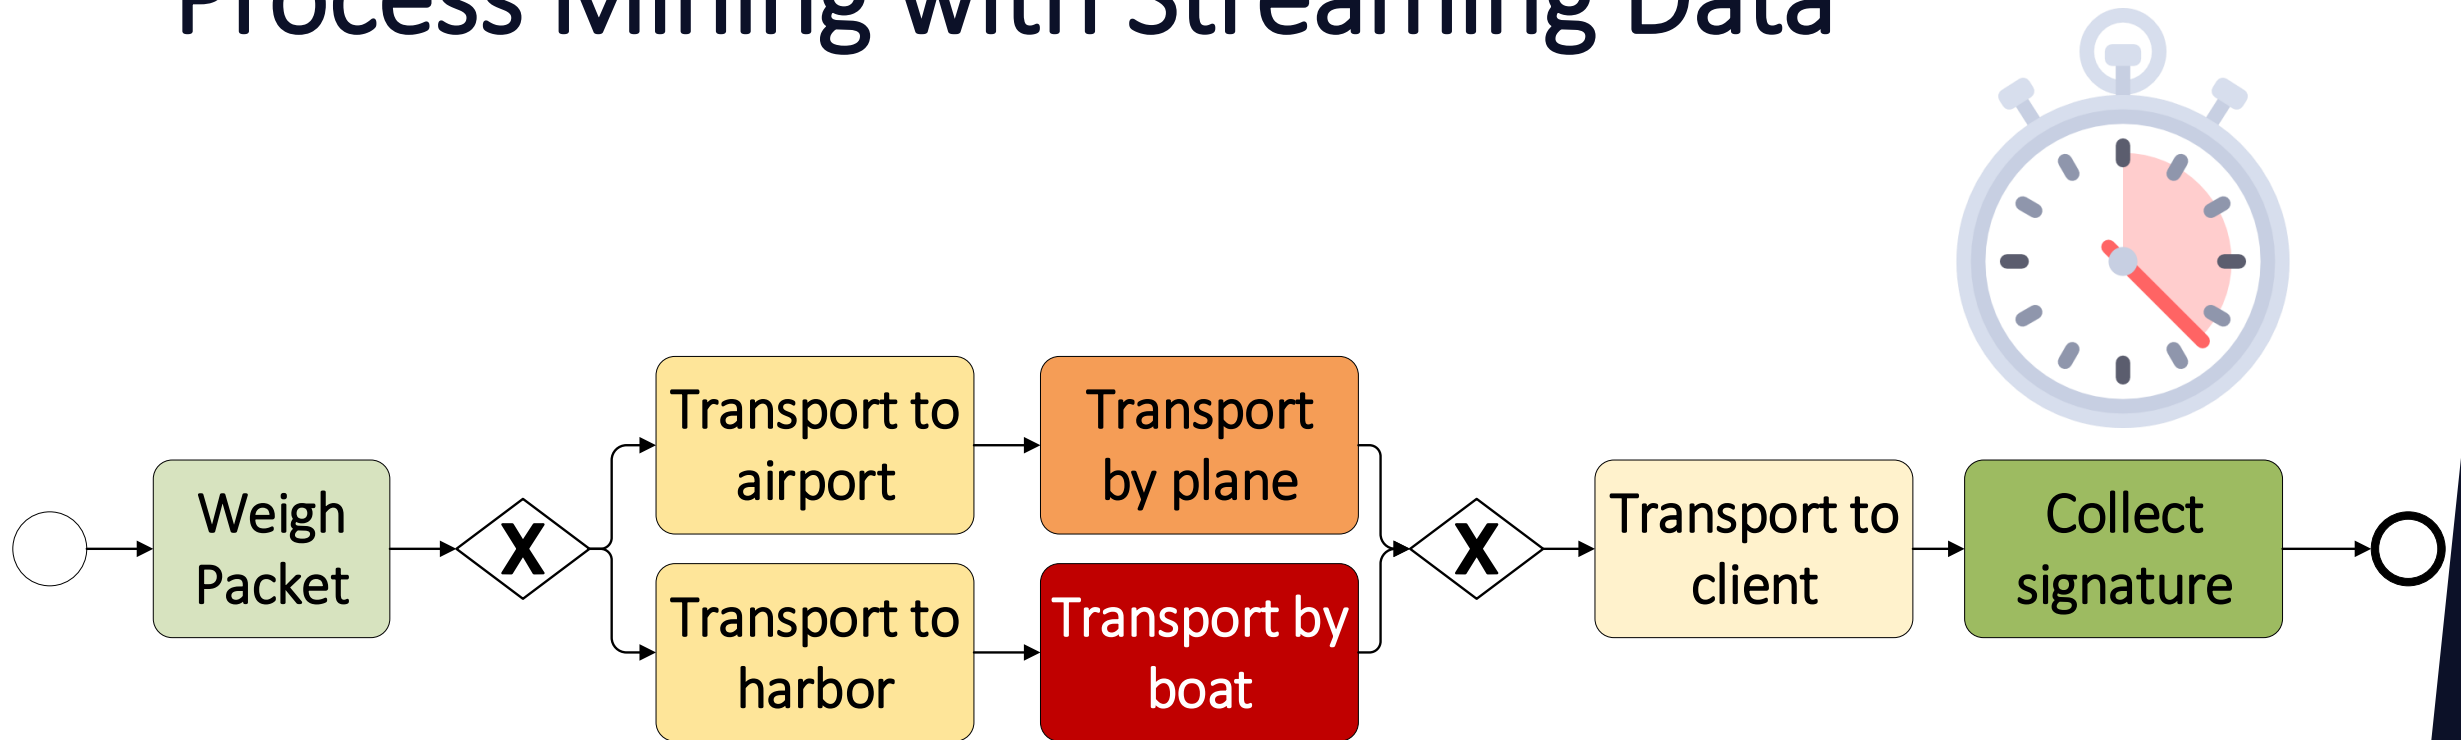 Process Mining with Streaming Data
Weigh
Packet
X
Transport to
airport
Transport
by plane
Transport to
harbor
Transport by
boat
X
Transport to
client
Collect
signature